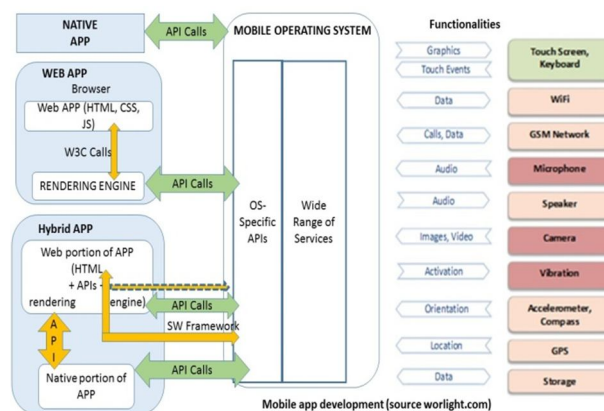 NATIVE
APP
API Calls
MOBILE OPERATING SYSTEM
WEB APP
Browser
Web APP (HTML, CSS,
JS)
W3C Calls
RENDERING ENGINE
API Calls
Hybrid APP
Web portion of APP
(HTML
+ APIs +
rendering engine)
API Calls
SW Framework
A
P
I
Native portion of
APP
API Calls
OS-
Specific
APIs
Wide
Range of
Services
Functionalities
Graphics
Touch Events
Touch Screen,
Keyboard
Data
WiFi
Calls, Data
GSM Network
Audio
Microphone
Audio
Speaker
Images, Video
Camera
Activation
Vibration
Orientation
Accelerometer,
Compass
Location
GPS
Data
Storage
Mobile app development (source worlight.com)